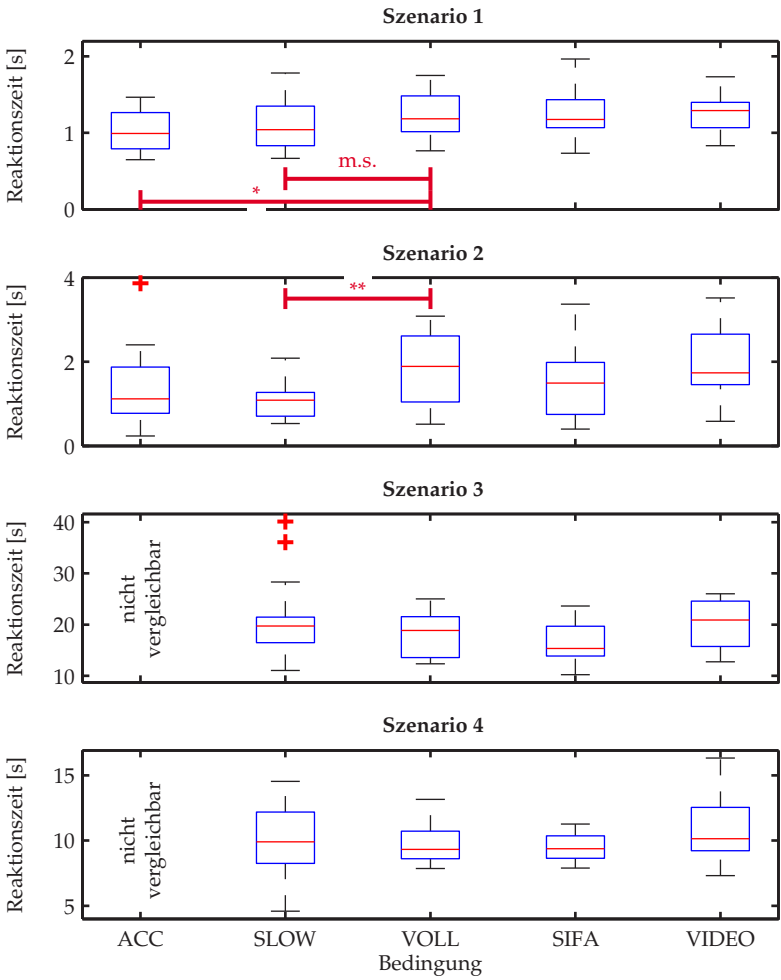 Szenario 1
Reaktionszeit [s]
2
1
0
m.s.
*
Szenario 2
Reaktionszeit [s]
4
2
0
**
Szenario 3
Reaktionszeit [s]
40
30
20
10
nicht
vergleichbar
Szenario 4
Reaktionszeit [s]
15
10
5
nicht
vergleichbar
ACC SLOW VOLL SIFA VIDEO
Bedingung